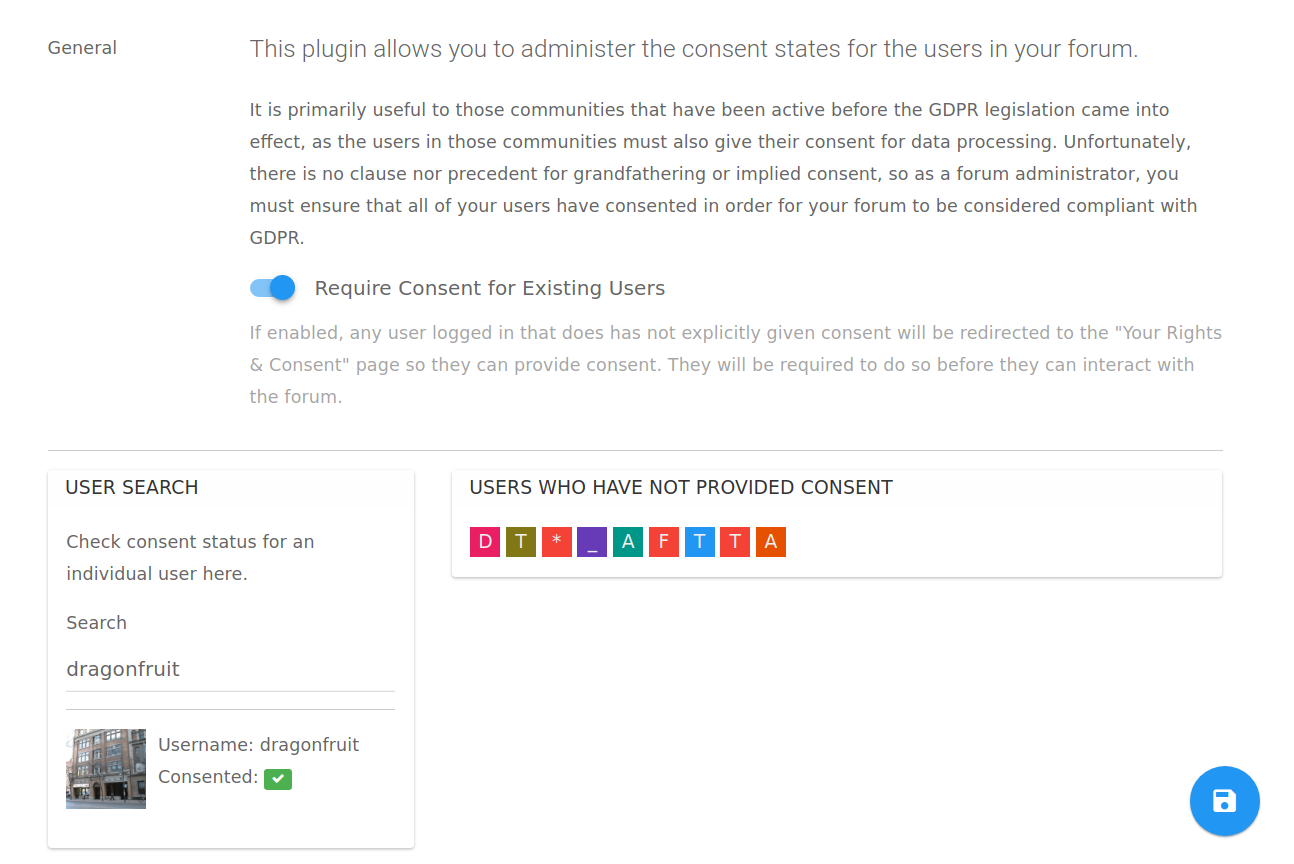 General
This plugin allows you to administer the consent states for the users in your forum.
It is primarily useful to those communities that have been active before the GDPR legislation came into
effect, as the users in those communities must also give their consent for data processing. Unfortunately,
there is no clause nor precedent for grandfathering or implied consent, so as a forum administrator, you
must ensure that all of your users have consented in order for your forum to be considered compliant with
GDPR.
Require Consent for Existing Users
If enabled, any user logged in that does has not explicitly given consent will be redirected to the "Your Rights
& Consent" page so they can provide consent. They will be required to do so before they can interact with
the forum.
USER SEARCH
Check consent status for an
individual user here.
Search
dragonfruit
Username: dragonfruit
Consented:
USERS WHO HAVE NOT PROVIDED CONSENT
D T * _ A F T T A